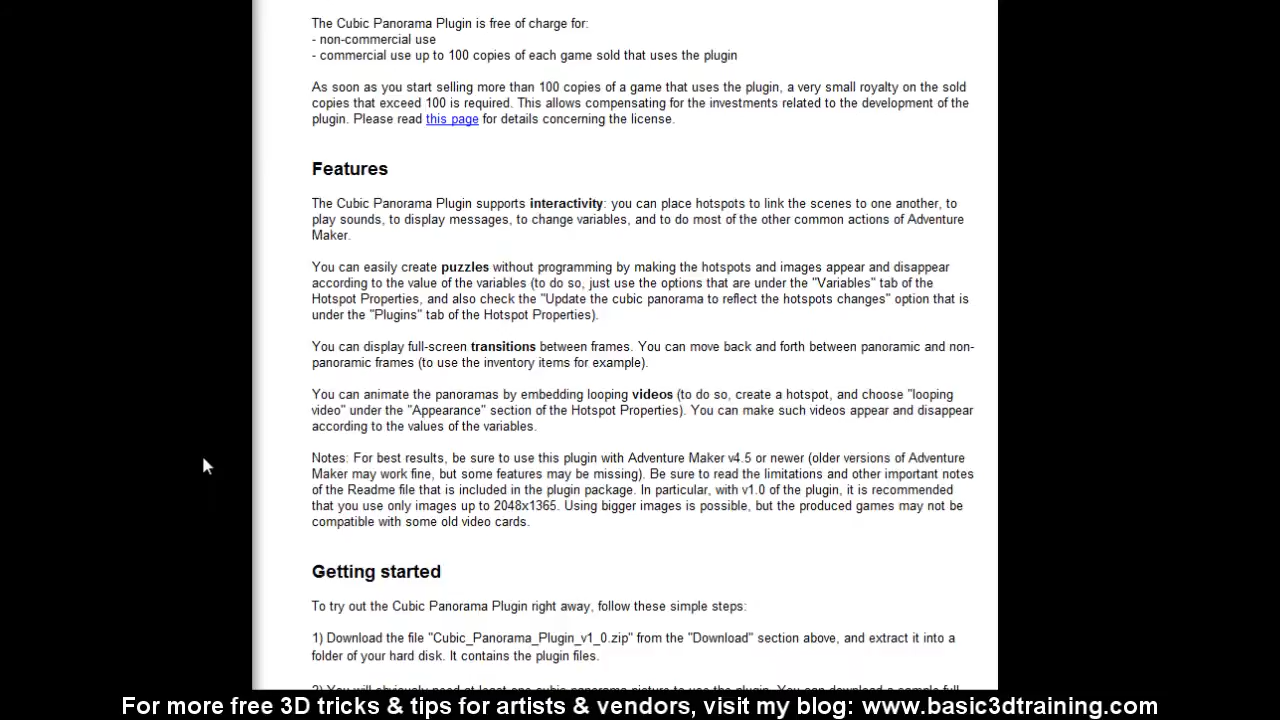 The Cubic Panorama Plugin is free of charge for:
- non-commercial use
- commercial use up to 100 copies of each game sold that uses the plugin
As soon as you start selling more than 100 copies of a game that uses the plugin, a very small royalty on the sold
copies that exceed 100 is required. This allows compensating for the investments related to the development of the
plugin. Please read this page for details concerning the license.
Features
The Cubic Panorama Plugin supports interactivity: you can place hotspots to link the scenes to one another, to
play sounds, to display messages, to change variables, and to do most of the other common actions of Adventure
Maker.
You can easily create puzzles without programming by making the hotspots and images appear and disappear
according to the value of the variables (to do so, just use the options that are under the "Variables" tab of the
Hotspot Properties, and also check the "Update the cubic panorama to reflect the hotspots changes" option that is
under the "Plugins" tab of the Hotspot Properties).
You can display full-screen transitions between frames. You can move back and forth between panoramic and non-
panoramic frames (to use the inventory items for example).
You can animate the panoramas by embedding looping videos (to do so, create a hotspot, and choose "looping
video" under the "Appearance" section of the Hotspot Properties). You can make such videos appear and disappear
according to the values of the variables.
Notes: For best results, be sure to use this plugin with Adventure Maker v4.5 or newer (older versions of Adventure
Maker may work fine, but some features may be missing). Be sure to read the limitations and other important notes
of the Readme file that is included in the plugin package. In particular, with v1.0 of the plugin, it is recommended
that you use only images up to 2048x1365. Using bigger images is possible, but the produced games may not be
compatible with some old video cards.
Getting started
To try out the Cubic Panorama Plugin right away, follow these simple steps:
1) Download the file "Cubic_Panorama_Plugin_v1_0.zip" from the "Download" section above, and extract it into a
folder of your hard disk. It contains the plugin files.
2) You will obviously need at least one cubic panorama picture to use the plugin. You can download a sample full
For more free 3D tricks & tips for artists & vendors, visit my blog: www.basic3dtraining.com